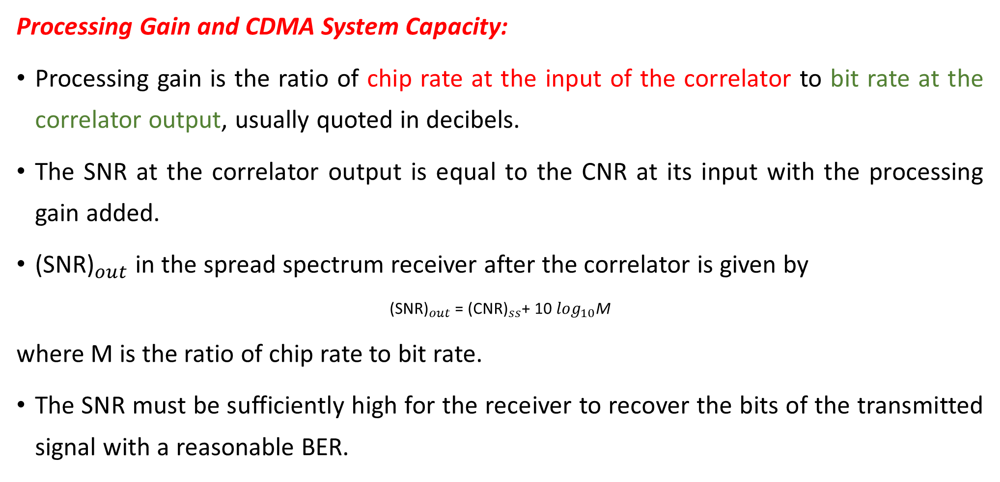 Processing Gain and CDMA System Capacity:
• Processing gain is the ratio of chip rate at the input of the correlator to bit rate at the
correlator output, usually quoted in decibels.
• The SNR at the correlator output is equal to the CNR at its input with the processing
gain added.
• (SNR)ₒᵤₜ in the spread spectrum receiver after the correlator is given by
(SNR)ₒᵤₜ = (CNR)ₛₛ+ 10 log₁₀M
where M is the ratio of chip rate to bit rate.
• The SNR must be sufficiently high for the receiver to recover the bits of the transmitted
signal with a reasonable BER.